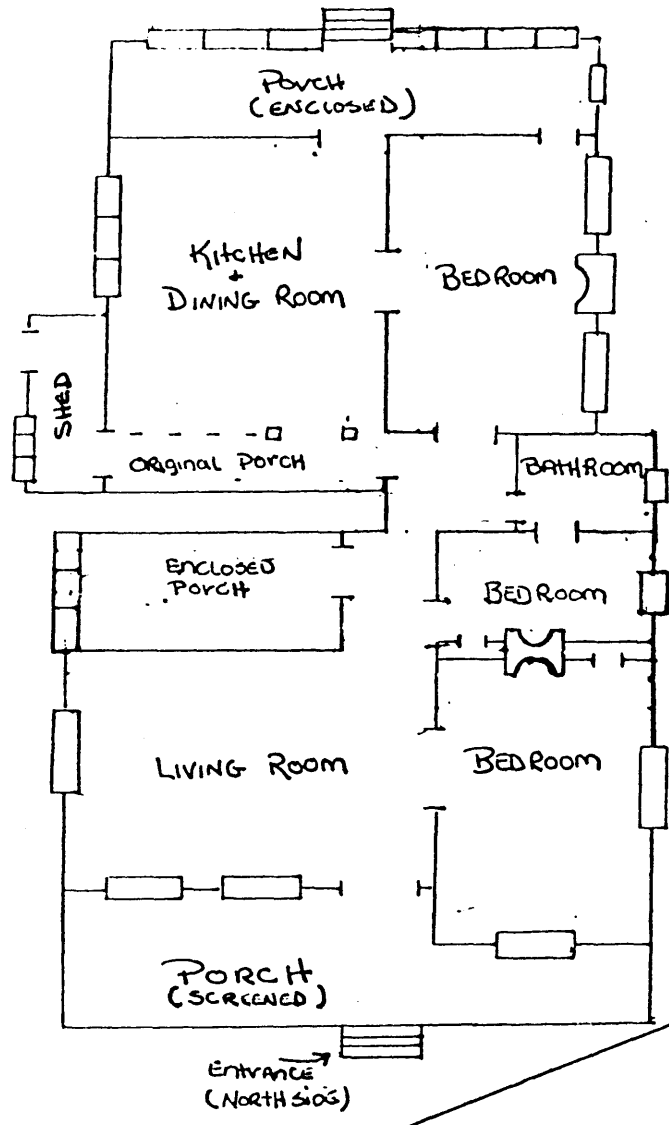 PORCH
(ENCLOSED)
KITCHEN
+
DINING ROOM
BEDROOM
SHED
ORIGINAL PORCH
BATHROOM
ENCLOSED
PORCH
BEDROOM
LIVING ROOM
BEDROOM
PORCH
(SCREENED)
ENTRANCE
(NORTH SIDE)